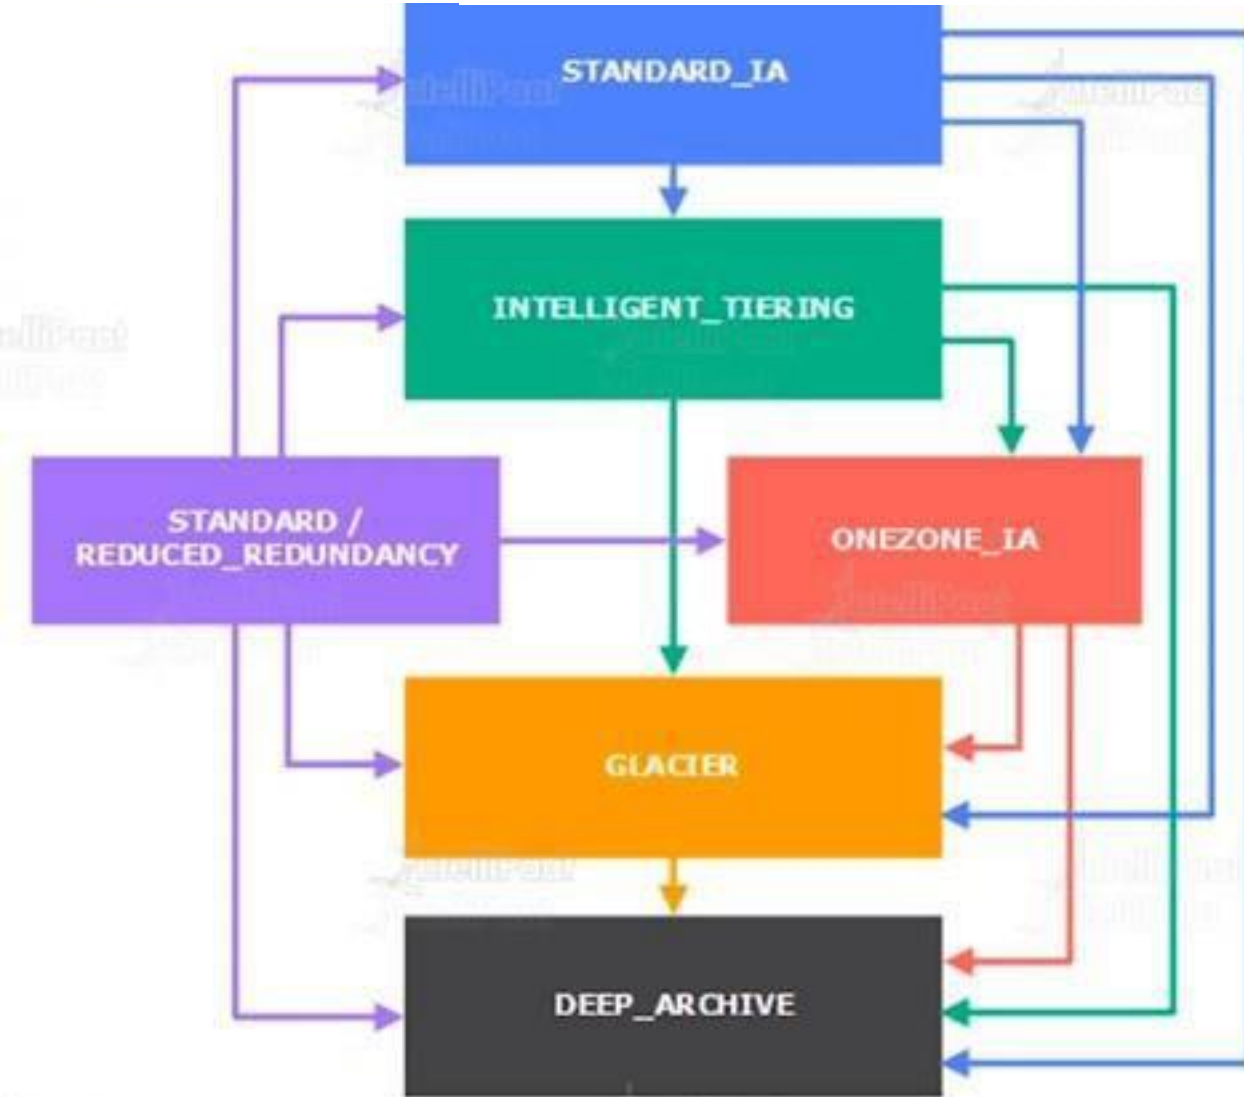 STANDARD_IA
INTELLIGENT_TIERING
STANDARD /
REDUCED_REDUNDANCY
ONEZONE_IA
GLACIER
DEEP_ARCHIVE